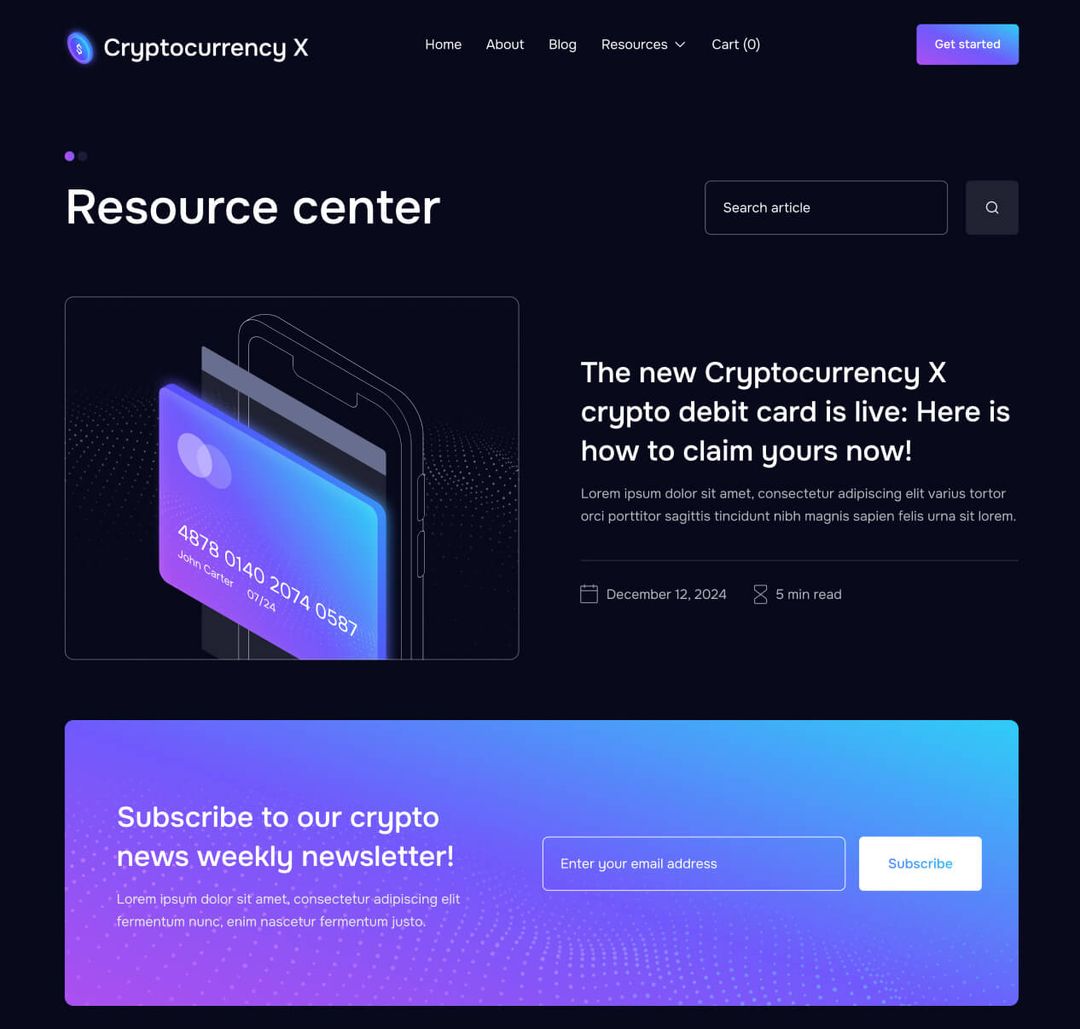 $
Cryptocurrency X
Home
About
Blog
Resources
Cart (0)
Get started
Resource center
Search article
4878 0140 2074 0587
John Carter
07/24
The new Cryptocurrency X
crypto debit card is live: Here is
how to claim yours now!
Lorem ipsum dolor sit amet, consectetur adipiscing elit varius tortor
orci porttitor sagittis tincidunt nibh magnis sapien felis urna sit lorem.
December 12, 2024
5 min read
Subscribe to our crypto
news weekly newsletter!
Lorem ipsum dolor sit amet, consectetur adipiscing elit
fermentum nunc, enim nascetur fermentum justo.
Enter your email address
Subscribe